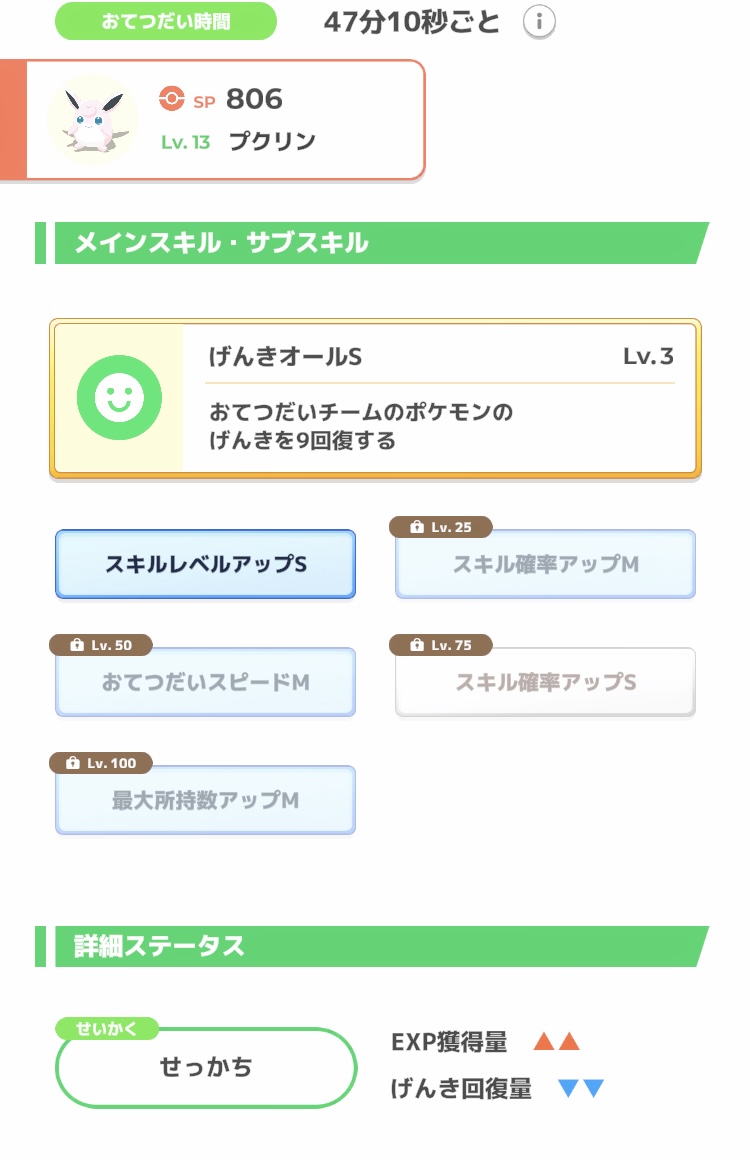 おてつだい時間 47分10秒ごと
SP 806
Lv. 13 プクリン
メインスキル・サブスキル
げんきオールS Lv. 3
おてつだいチームのポケモンの
げんきを9回復する
Lv. 25
スキルレベルアップS スキル確率アップM
Lv. 50 Lv. 75
おてつだいスピードM スキル確率アップS
Lv. 100
最大所持数アップM
詳細ステータス
せいかく
せっかち
EXP獲得量 ▲▲
げんき回復量 ▼▼